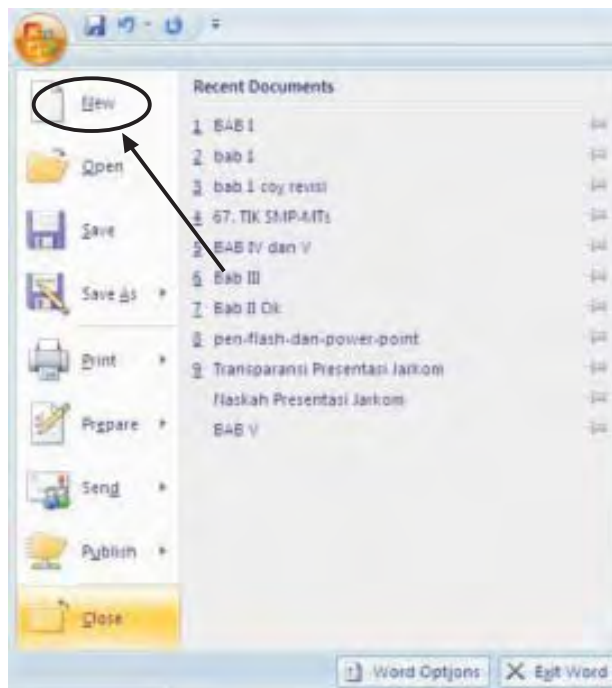 New
Open
Save
Save As
Print
Prepare
Send
Publish
Close
Recent Documents
1 BAB I
2 bab 1
3 bab 1 coy revisi
4 67. TIK SMP-MTs
5 BAB IV dan V
6 Bab III
7 Bab II Ok
8 pen-flash-dan-power-point
9 Transparansi Presentasi Jarkom
Naskah Presentasi Jarkom
BAB V
Word Options
Exit Word